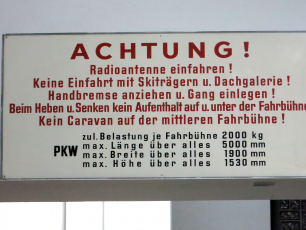 ACHTUNG!
Radioantenne einfahren!
Keine Einfahrt mit Skiträgern u. Dachgalerie!
Handbremse anziehen u. Gang einlegen!
Beim Heben u. Senken kein Aufenthalt auf u. unter der Fahrbühne
Kein Caravan auf der mittleren Fahrbühne!
zul. Belastung je Fahrbühne 2000 kg
PKW max. Länge über alles 5000 mm
max. Breite über alles 1900 mm
max. Höhe über alles 1530 mm